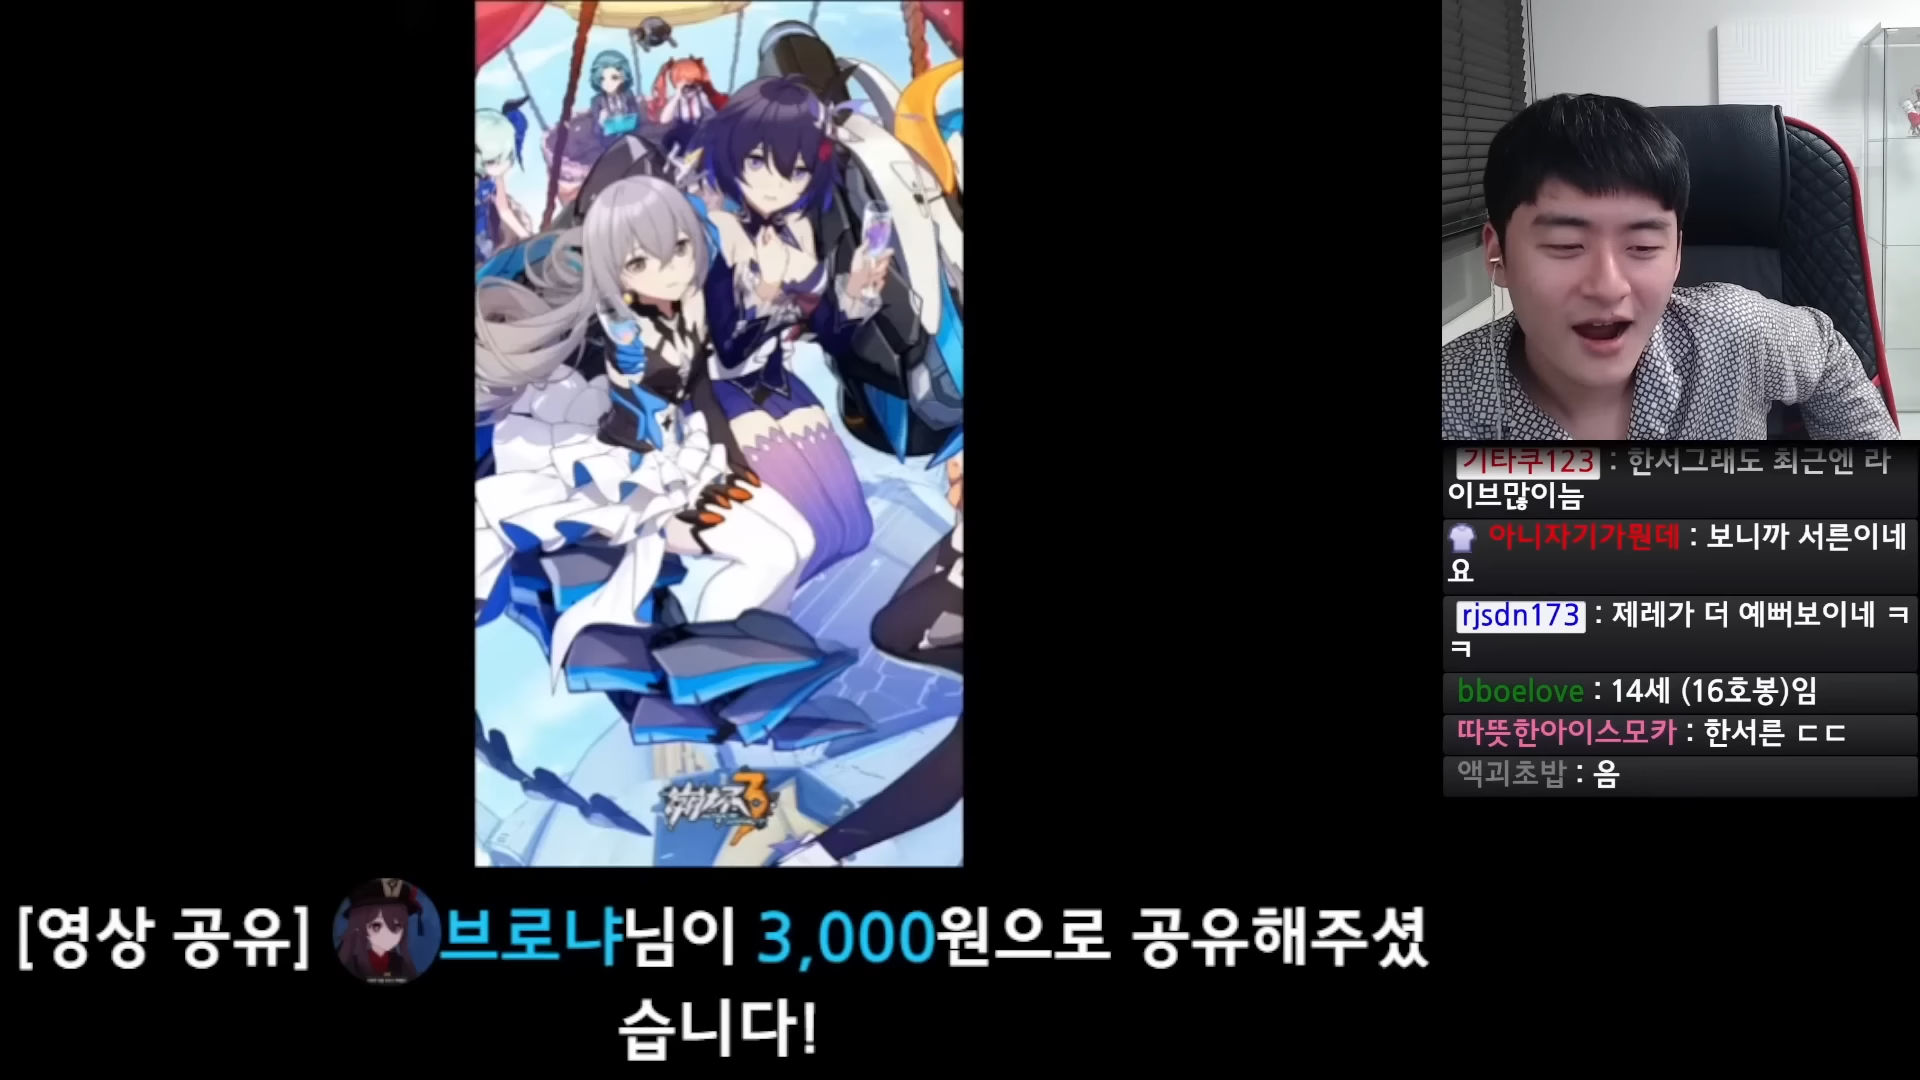 崩坏3
기타쿠123 : 한서그래도 최근엔 라
이브많이늠
아니자기가뭔데 : 보니까 서른이네
요
rjsdn173 : 제레가 더 예뻐보이네 ㅋ
ㅋ
bboelove : 14세 (16호봉)임
따뜻한아이스모카 : 한서른 ㄷㄷ
액괴초밥 : 음
[영상 공유] 브로냐님이 3,000원으로 공유해주셨
습니다!